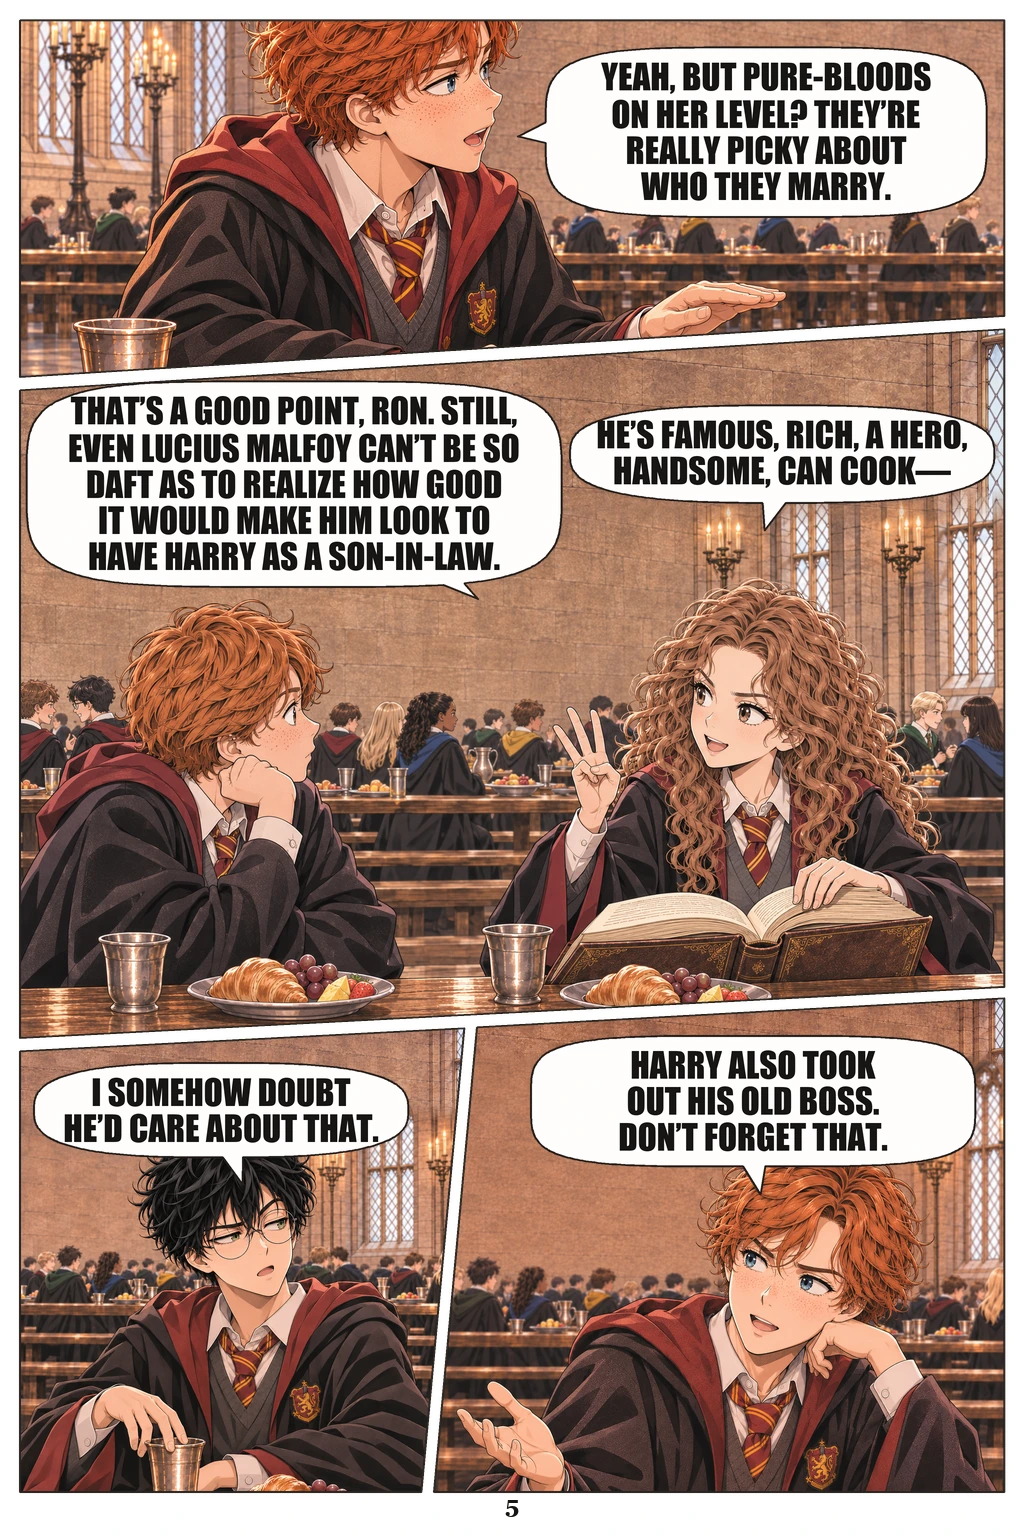 YEAH, BUT PURE-BLOODS
ON HER LEVEL? THEY'RE
REALLY PICKY ABOUT
WHO THEY MARRY.
THAT'S A GOOD POINT, RON. STILL,
EVEN LUCIUS MALFOY CAN'T BE SO
DAFT AS TO REALIZE HOW GOOD
IT WOULD MAKE HIM LOOK TO
HAVE HARRY AS A SON-IN-LAW.
HE'S FAMOUS, RICH, A HERO,
HANDSOME, CAN COOK—
I SOMEHOW DOUBT
HE'D CARE ABOUT THAT.
HARRY ALSO TOOK
OUT HIS OLD BOSS.
DON'T FORGET THAT.
5